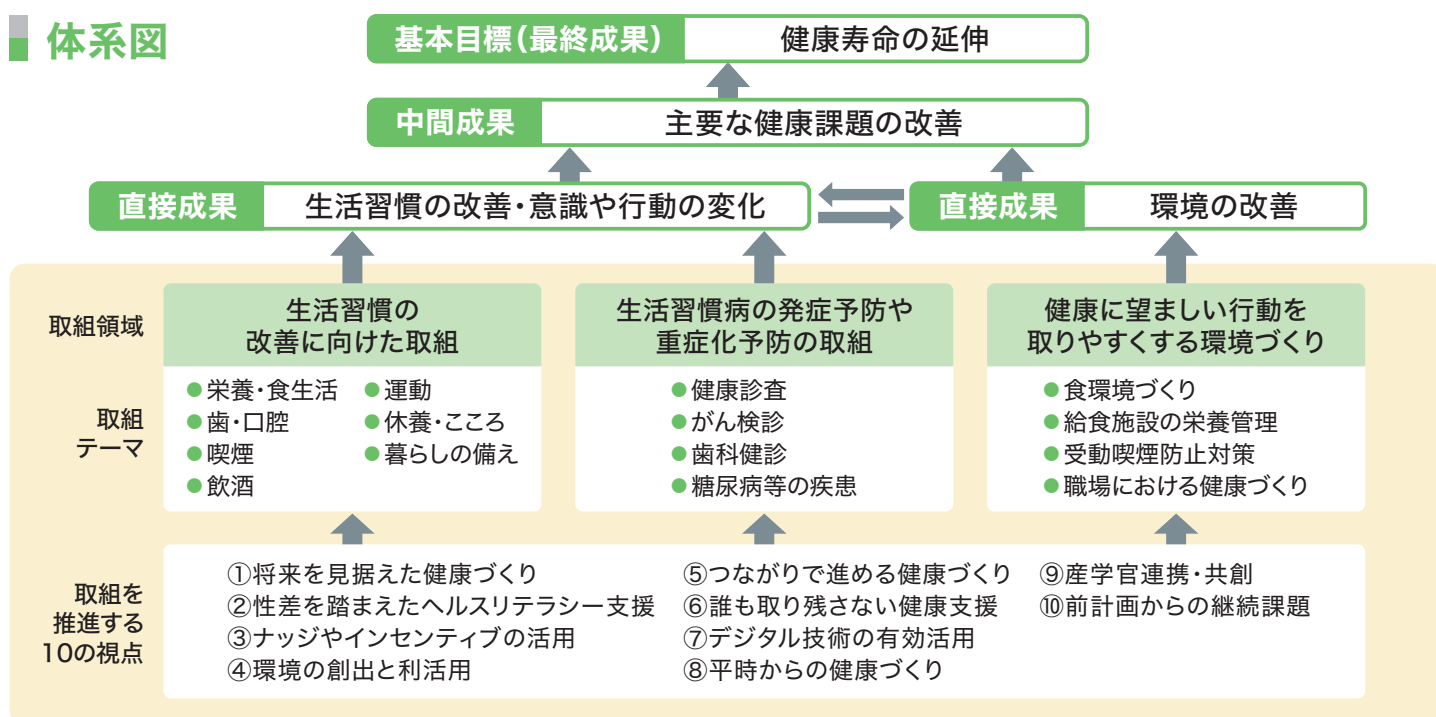 体系図
基本目標(最終成果) 健康寿命の延伸
中間成果 主要な健康課題の改善
直接成果 生活習慣の改善・意識や行動の変化
直接成果 環境の改善
取組領域
生活習慣の
改善に向けた取組
生活習慣病の発症予防や
重症化予防の取組
健康に望ましい行動を
取りやすくする環境づくり
取組
テーマ
●栄養・食生活
●歯・口腔
●喫煙
●飲酒
●運動
●休養・こころ
●暮らしの備え
●健康診査
●がん検診
●歯科健診
●糖尿病等の疾患
●食環境づくり
●給食施設の栄養管理
●受動喫煙防止対策
●職場における健康づくり
取組を
推進する
10の視点
①将来を見据えた健康づくり
②性差を踏まえたヘルスリテラシー支援
③ナッジやインセンティブの活用
④環境の創出と利活用
⑤つながりで進める健康づくり
⑥誰も取り残さない健康支援
⑦デジタル技術の有効活用
⑧平時からの健康づくり
⑨産学官連携・共創
⑩前計画からの継続課題